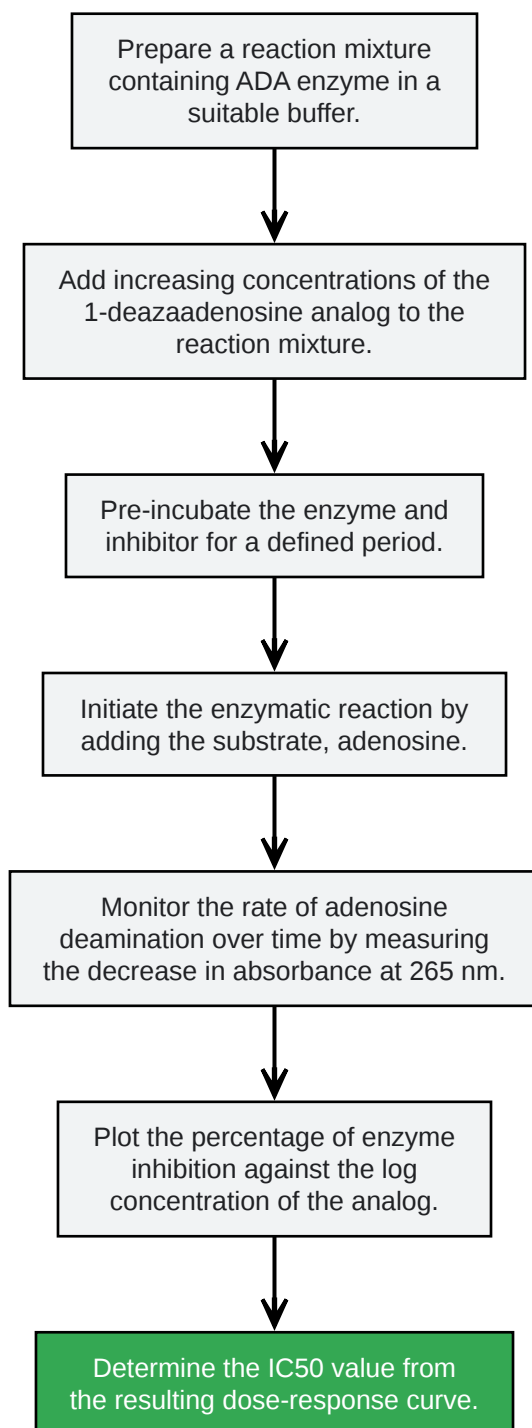 Prepare a reaction mixture
containing ADA enzyme in a
suitable buffer.
Add increasing concentrations of the
1-deazaadenosine analog to the
reaction mixture.
Pre-incubate the enzyme and
inhibitor for a defined period.
Initiate the enzymatic reaction by
adding the substrate, adenosine.
Monitor the rate of adenosine
deamination over time by measuring
the decrease in absorbance at 265 nm.
Plot the percentage of enzyme
inhibition against the log
concentration of the analog.
Determine the IC50 value from
the resulting dose-response curve.